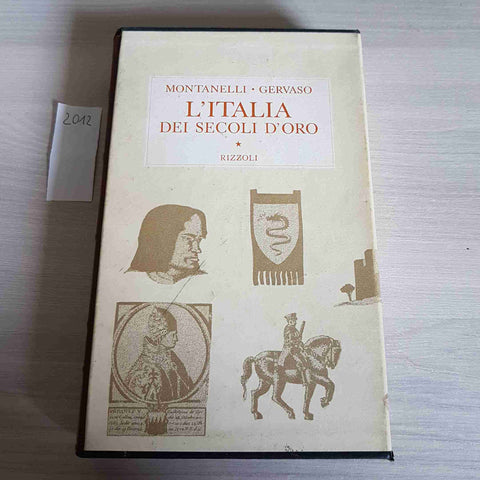 2012
MONTANELLI • GERVASO
L'ITALIA
DEI SECOLI D'ORO
★
RIZZOLI